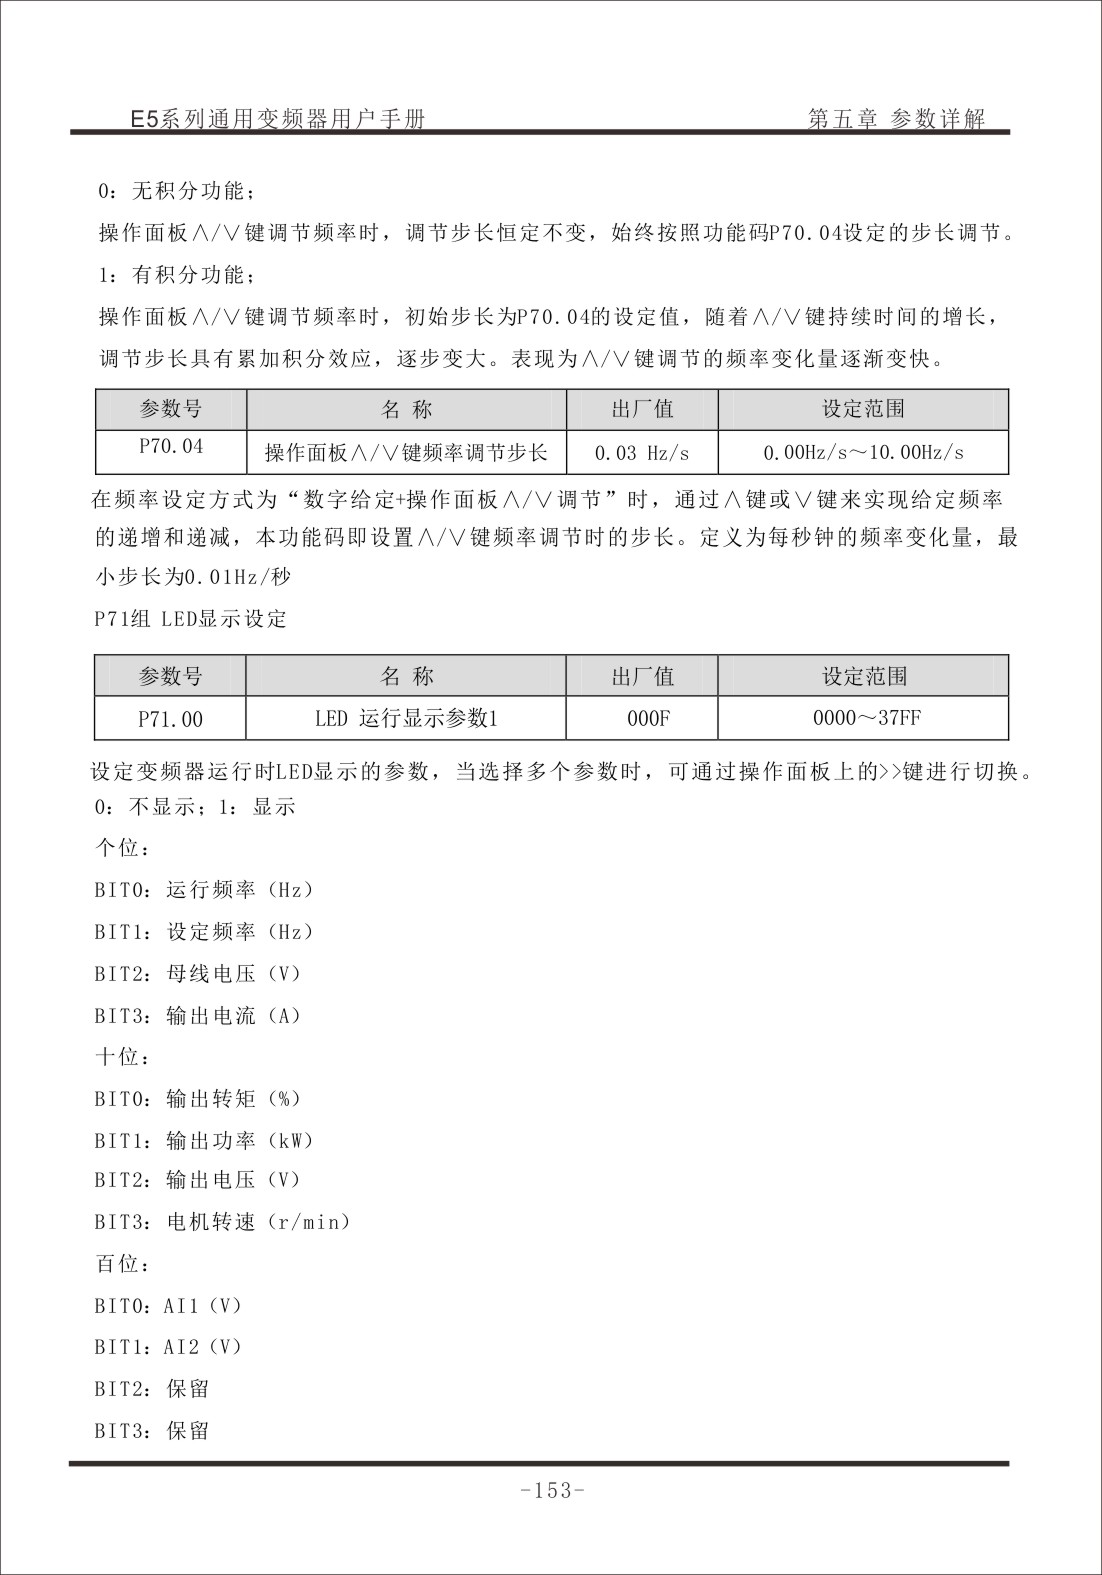 E5系列通用变频器用户手册 第五章 参数详解
0：无积分功能；
操作面板∧/∨键调节频率时，调节步长恒定不变，始终按照功能码P70.04设定的步长调节。
1：有积分功能；
操作面板∧/∨键调节频率时，初始步长为P70.04的设定值，随着∧/∨键持续时间的增长，
调节步长具有累加积分效应，逐步变大。表现为∧/∨键调节的频率变化量逐渐变快。
参数号 名 称 出厂值 设定范围
P70.04 操作面板∧/∨键频率调节步长 0.03 Hz/s 0.00Hz/s～10.00Hz/s
在频率设定方式为“数字给定+操作面板∧/∨调节”时，通过∧键或∨键来实现给定频率
的递增和递减，本功能码即设置∧/∨键频率调节时的步长。定义为每秒钟的频率变化量，最
小步长为0.01Hz/秒
P71组 LED显示设定
参数号 名 称 出厂值 设定范围
P71.00 LED 运行显示参数1 000F 0000～37FF
设定变频器运行时LED显示的参数，当选择多个参数时，可通过操作面板上的>>键进行切换。
0：不显示；1：显示
个位：
BIT0：运行频率（Hz）
BIT1：设定频率（Hz）
BIT2：母线电压（V）
BIT3：输出电流（A）
十位：
BIT0：输出转矩（%）
BIT1：输出功率（kW）
BIT2：输出电压（V）
BIT3：电机转速（r/min）
百位：
BIT0：AI1（V）
BIT1：AI2（V）
BIT2：保留
BIT3：保留
-153-